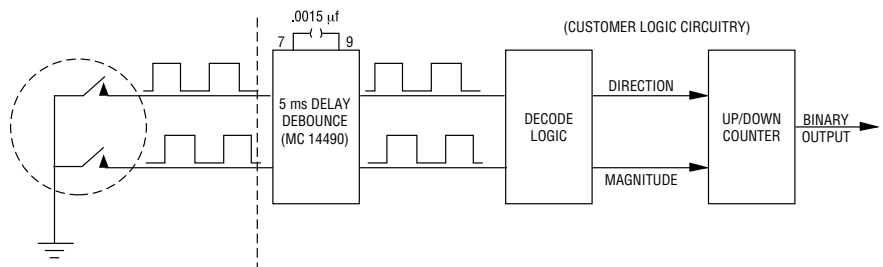 .0015 µf
7 9
(CUSTOMER LOGIC CIRCUITRY)
5 ms DELAY
DEBOUNCE
(MC 14490)
DECODE
LOGIC
DIRECTION
MAGNITUDE
UP/DOWN
COUNTER
BINARY
OUTPUT